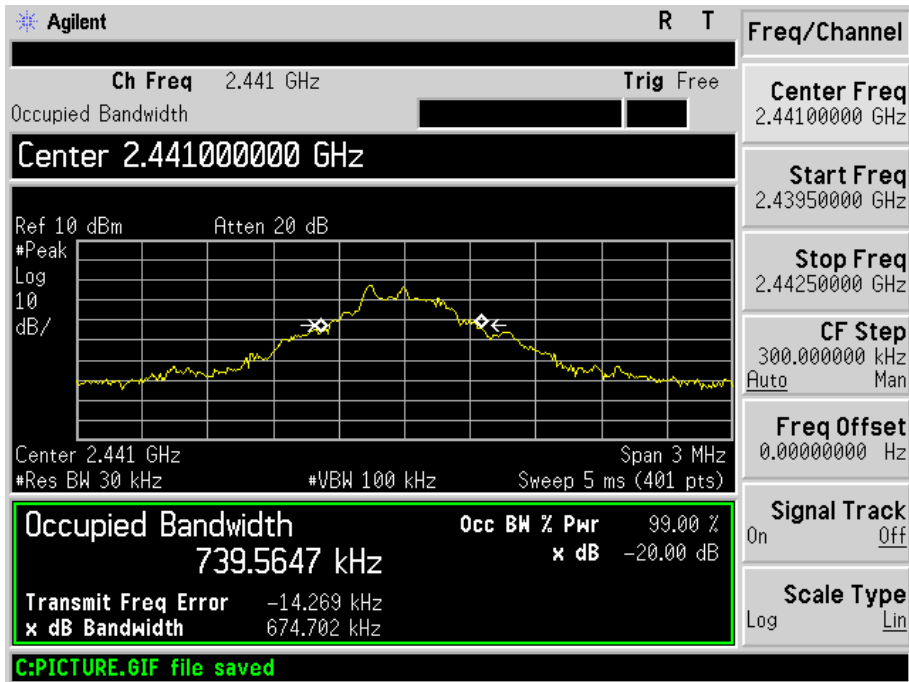 Agilent R T
Ch Freq 2.441 GHz Trig Free
Occupied Bandwidth
Center 2.441000000 GHz
Ref 10 dBm Atten 20 dB
#Peak
Log
10
dB/
Center 2.441 GHz Span 3 MHz
#Res BW 30 kHz #VBW 100 kHz Sweep 5 ms (401 pts)
Occupied Bandwidth Occ BW % Pwr 99.00 %
739.5647 kHz x dB -20.00 dB
Transmit Freq Error -14.269 kHz
x dB Bandwidth 674.702 kHz
C:PICTURE.GIF file saved
Freq/Channel
Center Freq
2.44100000 GHz
Start Freq
2.43950000 GHz
Stop Freq
2.44250000 GHz
CF Step
300.000000 kHz
Auto Man
Freq Offset
0.00000000 Hz
Signal Track
On Off
Scale Type
Log Lin